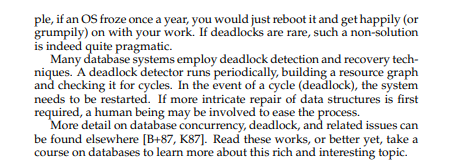 ple, if an OS froze once a year, you would just reboot it and get happily (or
grumpily) on with your work. If deadlocks are rare, such a non-solution
is indeed quite pragmatic.
Many database systems employ deadlock detection and recovery tech-
niques. A deadlock detector runs periodically, building a resource graph
and checking it for cycles. In the event of a cycle (deadlock), the system
needs to be restarted. If more intricate repair of data structures is first
required, a human being may be involved to ease the process.
More detail on database concurrency, deadlock, and related issues can
be found elsewhere [B+87, K87]. Read these works, or better yet, take a
course on databases to learn more about this rich and interesting topic.